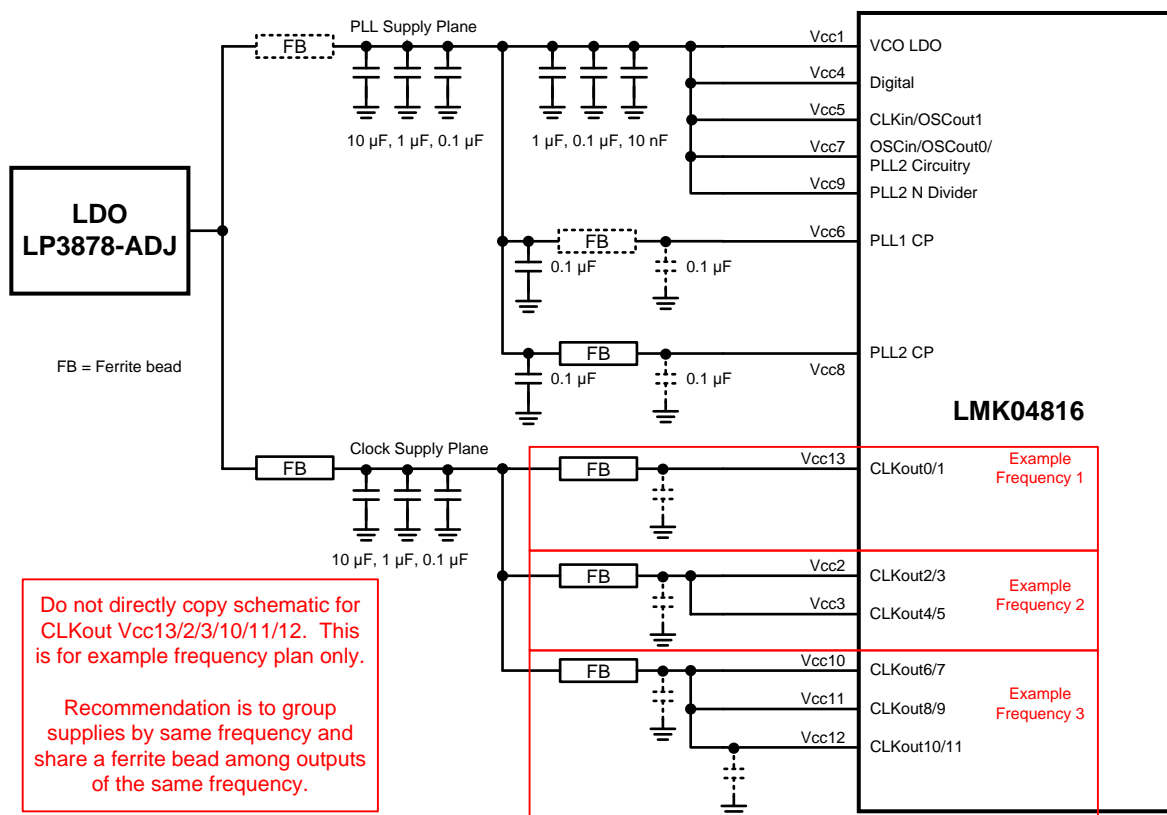 PLL Supply Plane
FB
10 µF, 1 µF, 0.1 µF
1 µF, 0.1 µF, 10 nF
Vcc1
VCO LDO
Vcc4
Digital
Vcc5
CLKin/OSCout1
Vcc7
OSCin/OSCout0/
PLL2 Circuitry
Vcc9
PLL2 N Divider
LDO
LP3878-ADJ
FB
Vcc6
PLL1 CP
0.1 µF
0.1 µF
FB = Ferrite bead
FB
Vcc8
PLL2 CP
0.1 µF
0.1 µF
LMK04816
Clock Supply Plane
FB
10 µF, 1 µF, 0.1 µF
FB
Vcc13
CLKout0/1
Example
Frequency 1
FB
Vcc2
CLKout2/3
Vcc3
CLKout4/5
Example
Frequency 2
FB
Vcc10
CLKout6/7
Vcc11
CLKout8/9
Vcc12
CLKout10/11
Example
Frequency 3
Do not directly copy schematic for
CLKout Vcc13/2/3/10/11/12. This
is for example frequency plan only.
Recommendation is to group
supplies by same frequency and
share a ferrite bead among outputs
of the same frequency.